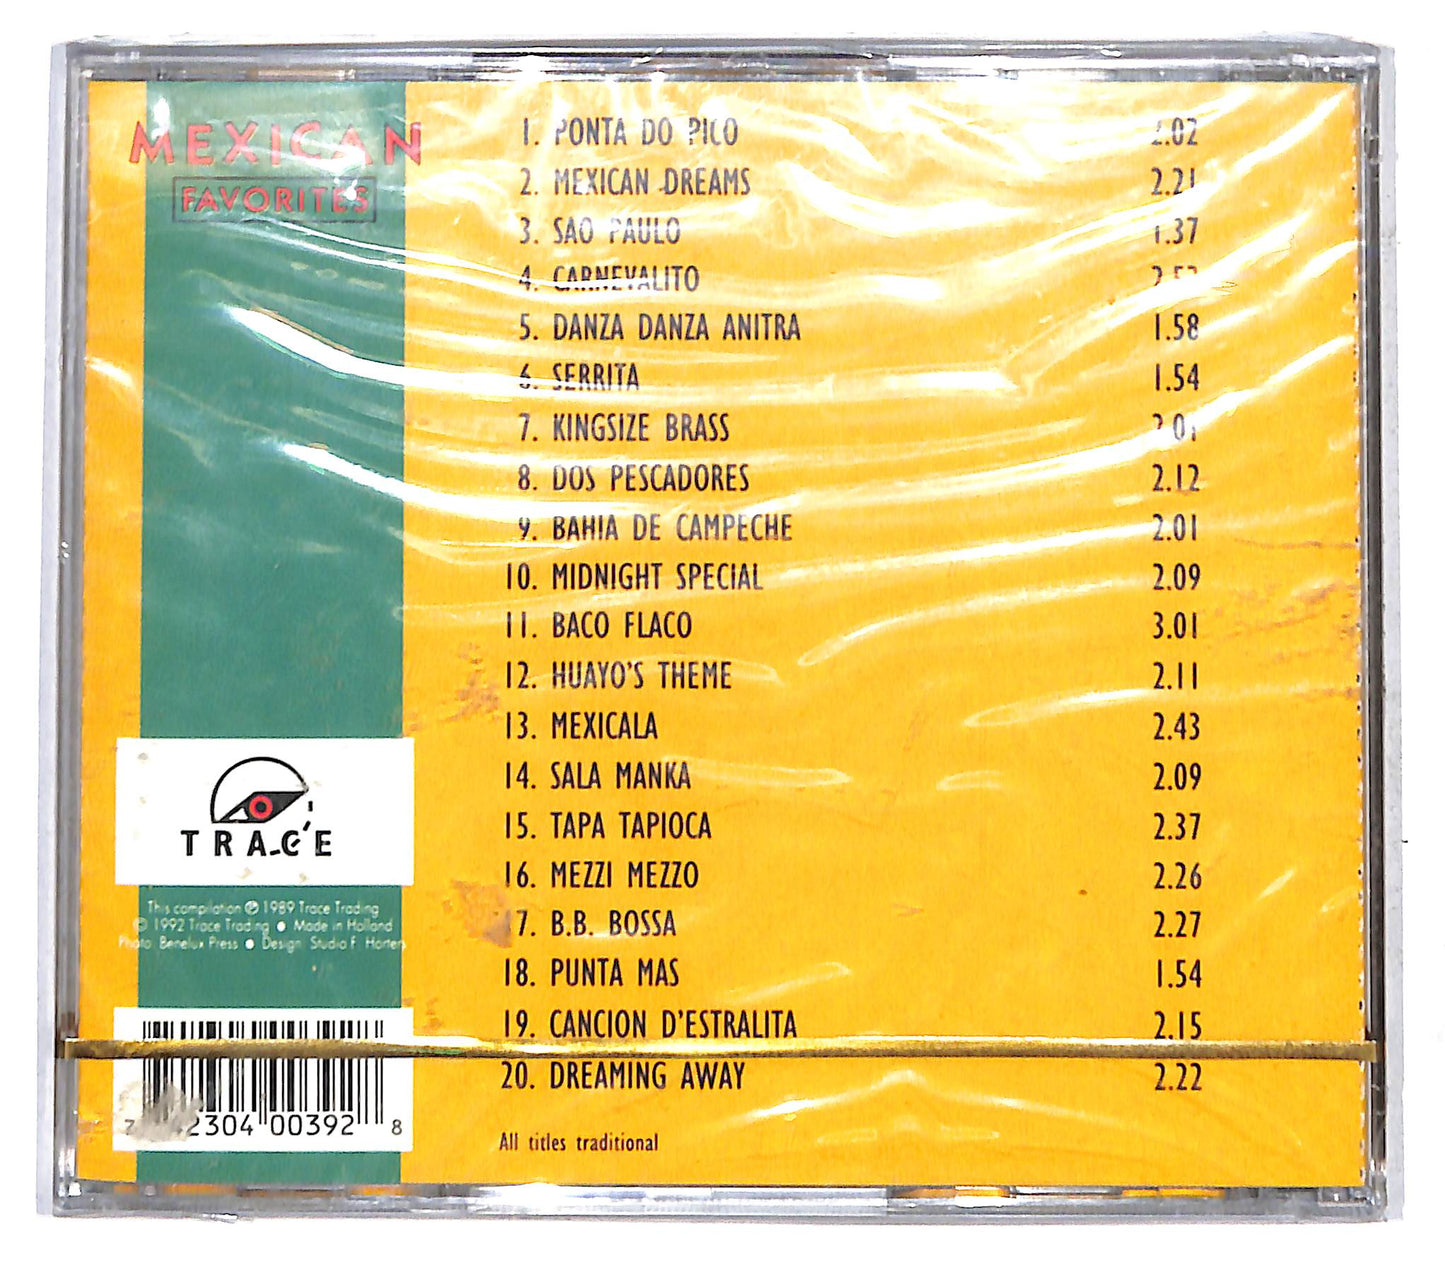 MEXICAN
FAVORITES
1. PONTA DO PICO 2.02
2. MEXICAN DREAMS 2.21
3. SAO PAULO 1.37
4. CARNEVALITO
5. DANZA DANZA ANITRA 1.58
6. SERRITA 1.54
7. KINGSIZE BRASS 2.01
8. DOS PESCADORES 2.12
9. BAHIA DE CAMPECHE 2.01
10. MIDNIGHT SPECIAL 2.09
11. BACO FLACO 3.01
12. HUAYO'S THEME 2.11
13. MEXICALA 2.43
14. SALA MANKA 2.09
15. TAPA TAPIOCA 2.37
16. MEZZI MEZZO 2.26
17. B.B. BOSSA 2.27
18. PUNTA MAS 1.54
19. CANCION D'ESTRALITA 2.15
20. DREAMING AWAY 2.22
All titles traditional
TRACE
This compilation ℗ 1989 Trace Trading
© 1992 Trace Trading ● Made in Holland
Photo: Benelux Press ● Design: Studio F. Horters
2304 00392 8